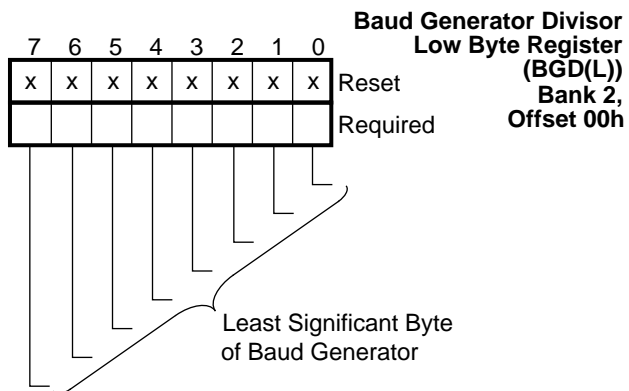 Baud Generator Divisor
Low Byte Register
(BGD(L))
Bank 2,
Offset 00h
7 6 5 4 3 2 1 0
x x x x x x x x Reset
Required
Least Significant Byte
of Baud Generator